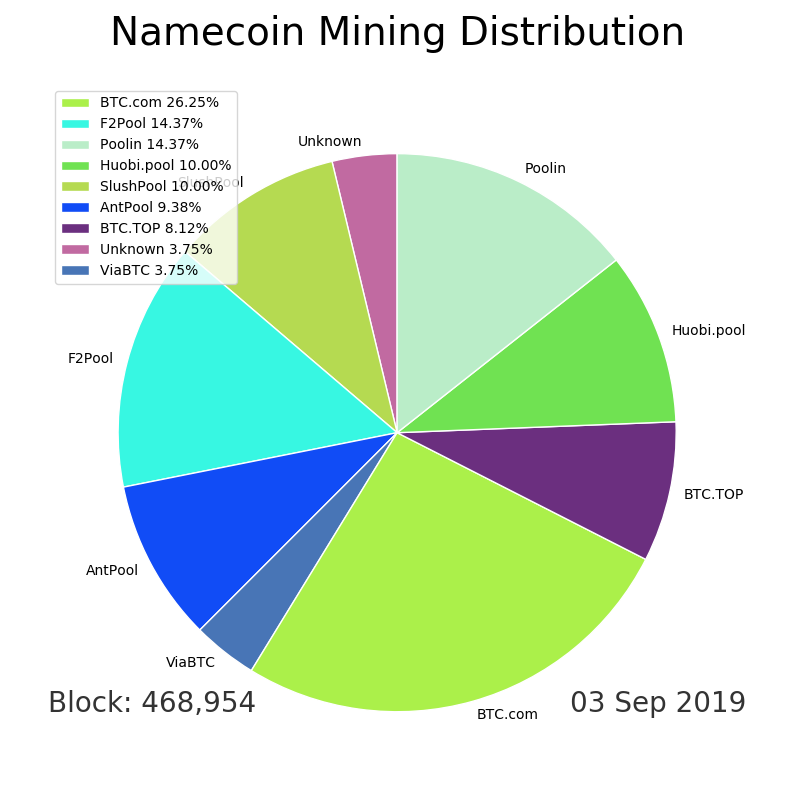 Namecoin Mining Distribution
BTC.com 26.25%
F2Pool 14.37%
Poolin 14.37%
Huobi.pool 10.00%
SlushPool 10.00%
AntPool 9.38%
BTC.TOP 8.12%
Unknown 3.75%
ViaBTC 3.75%
Unknown
Poolin
SlushPool
Huobi.pool
F2Pool
BTC.TOP
AntPool
ViaBTC
BTC.com
Block: 468,954
03 Sep 2019